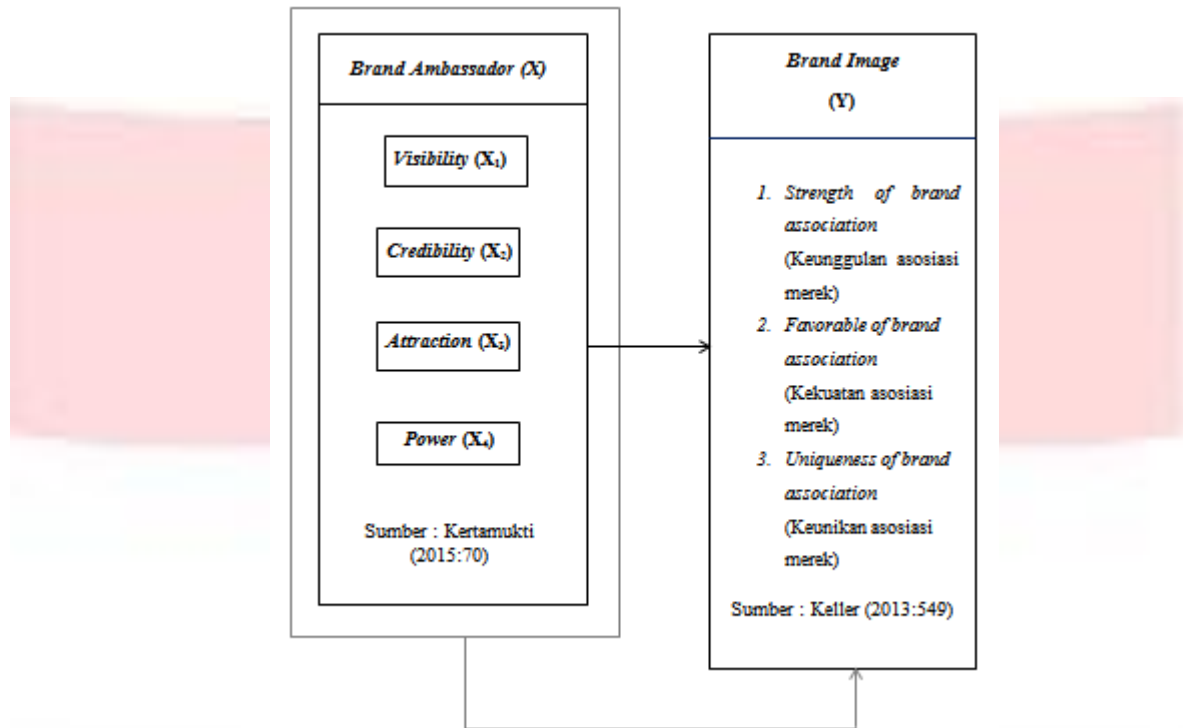 Brand Ambassador (X)
Visibility (X₁)
Credibility (X₂)
Attraction (X₃)
Power (X₄)
Sumber : Kertamukti
(2015:70)
Brand Image
(Y)
1. Strength of brand
association
(Keunggulan asosiasi
merek)
2. Favorable of brand
association
(Kekuatan asosiasi
merek)
3. Uniqueness of brand
association
(Keunikan asosiasi
merek)
Sumber : Keller (2013:549)